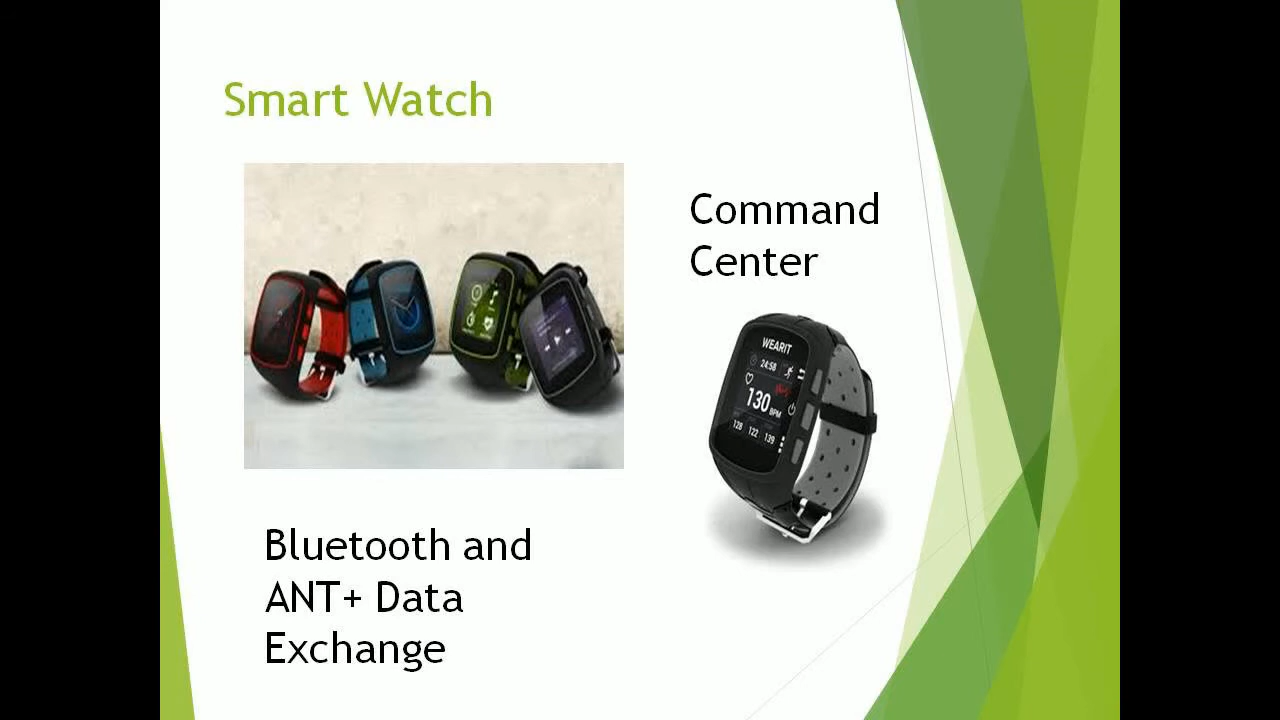 Smart Watch
Command
Center
WEARIT
24:58
130 BPM
128 122 139
Bluetooth and
ANT+ Data
Exchange